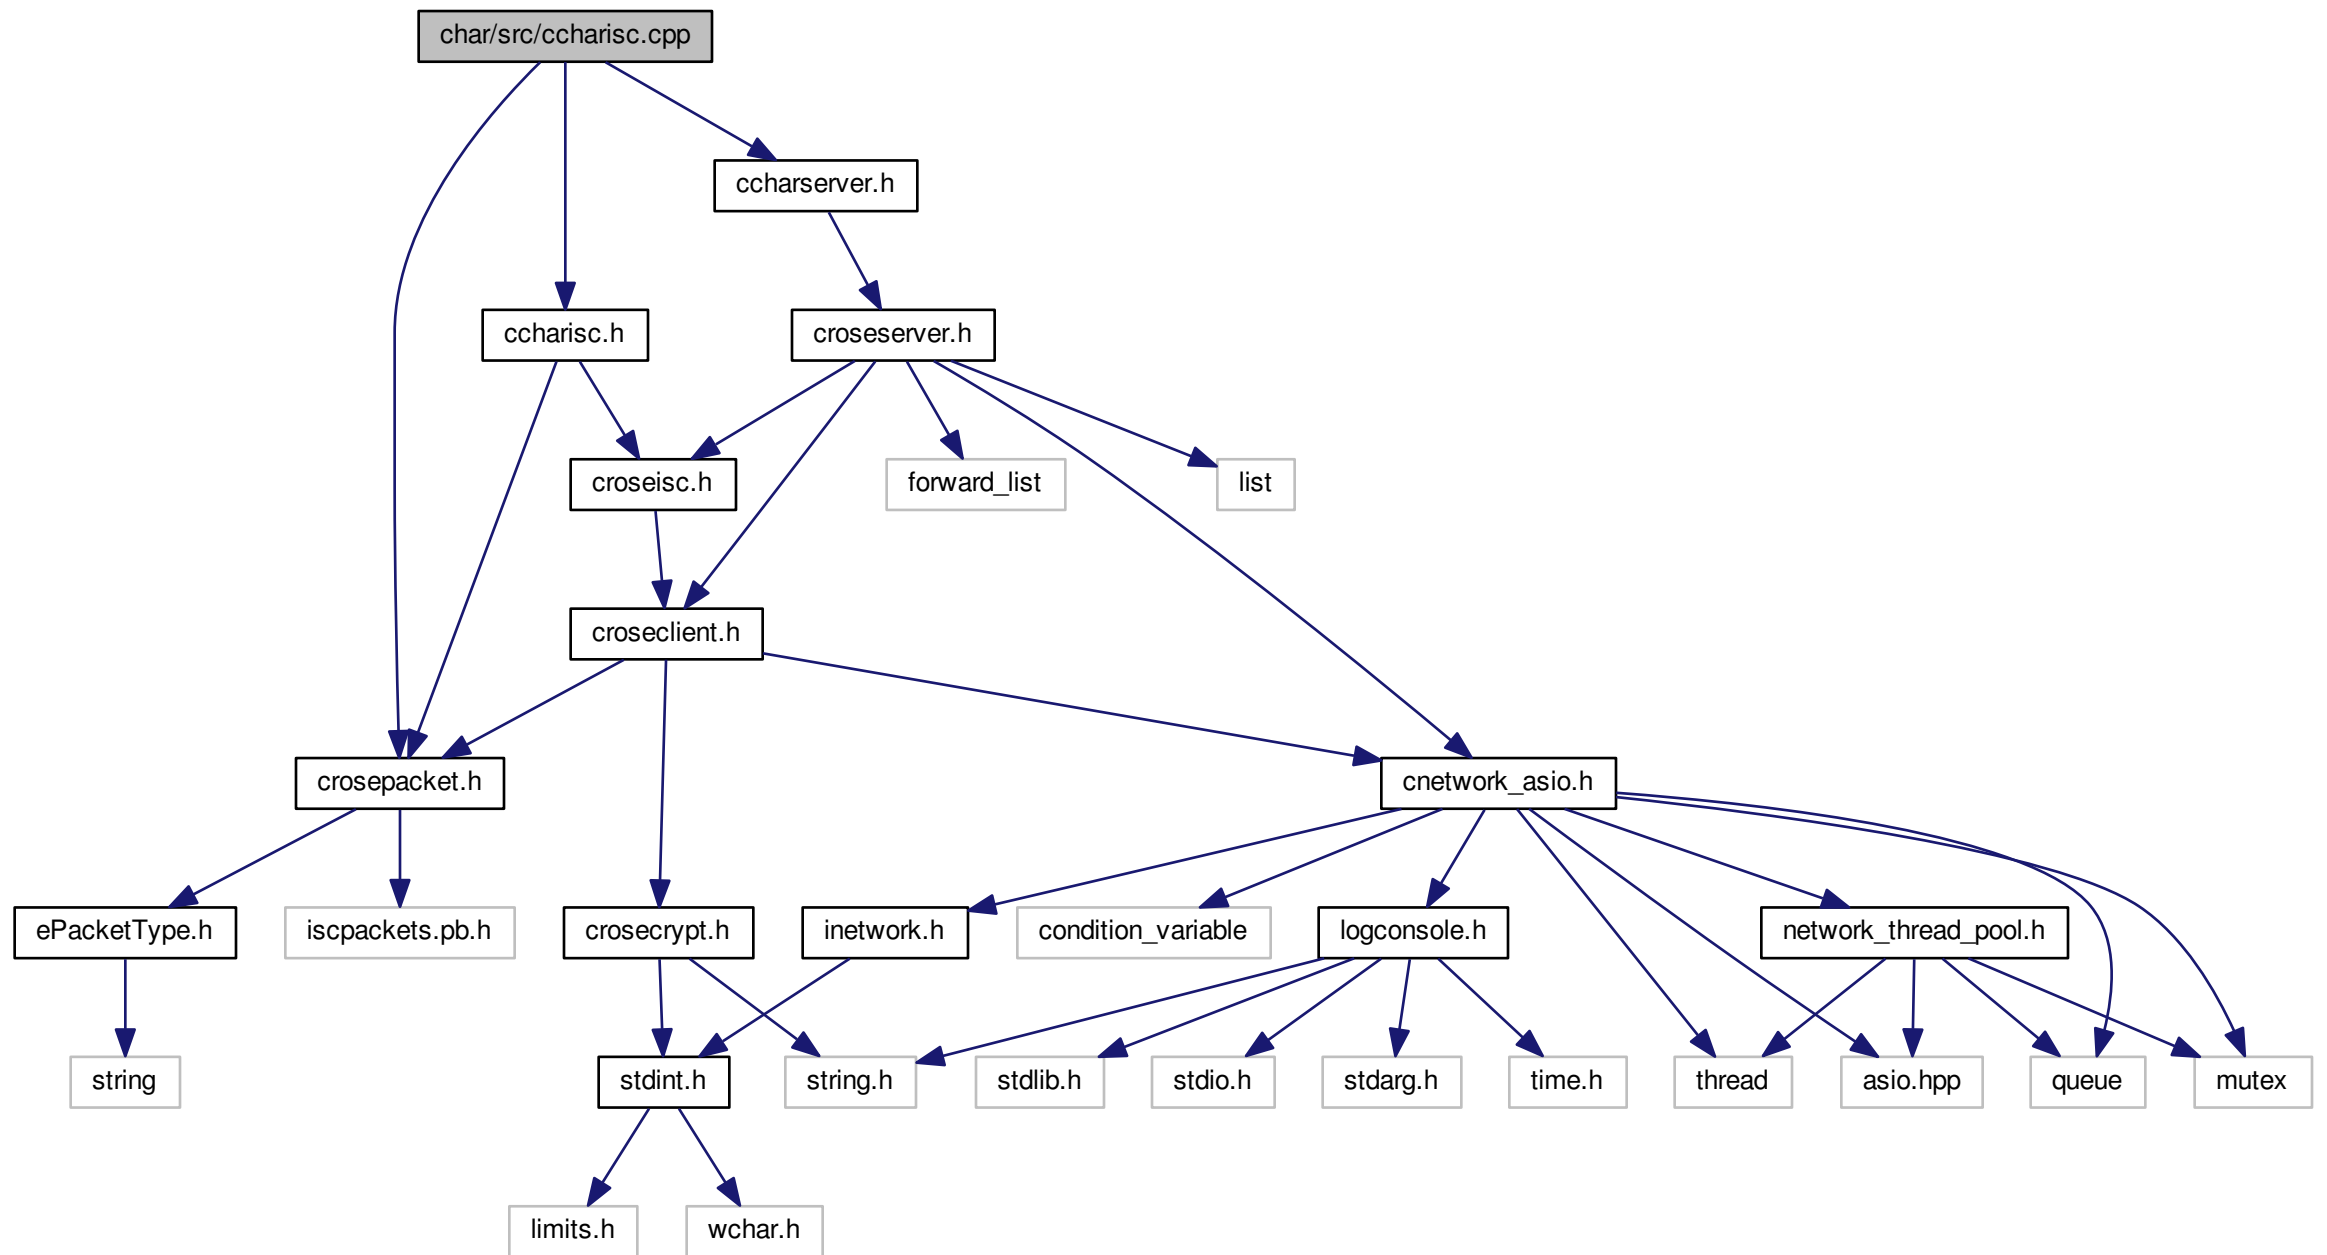 char/src/ccharisc.cpp
ccharserver.h
ccharisc.h
croseserver.h
croseisc.h
forward_list
list
croseclient.h
crosepacket.h
cnetwork_asio.h
ePacketType.h
iscpackets.pb.h
crosecrypt.h
inetwork.h
condition_variable
logconsole.h
network_thread_pool.h
string
stdint.h
string.h
stdlib.h
stdio.h
stdarg.h
time.h
thread
asio.hpp
queue
mutex
limits.h
wchar.h